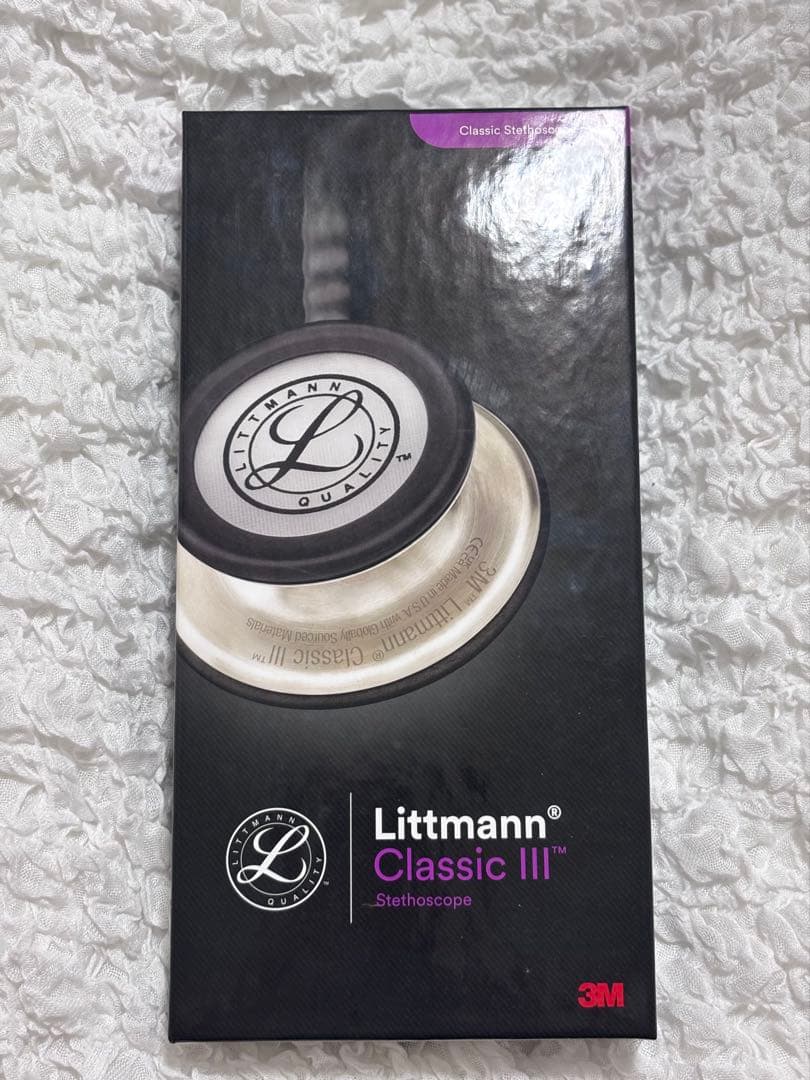 Classic
LITTMANN
L
QUALITY
TM
3M™ Littmann® Classic III™
Made in U.S.A. with Globally Sourced Materials
LITTMANN
L
QUALITY
Littmann®
Classic III™
Stethoscope
3M